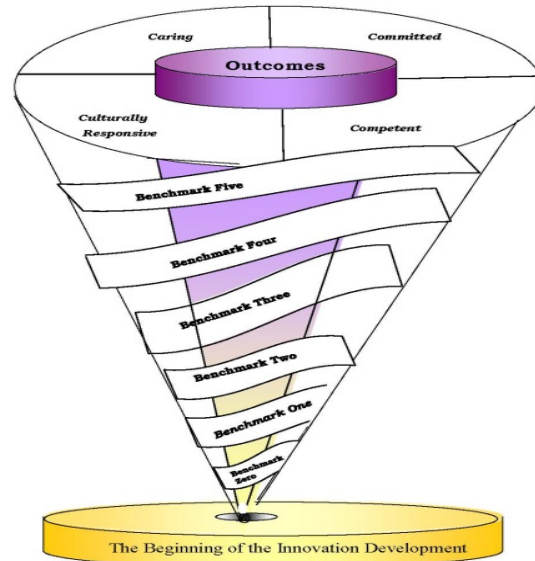 Caring
Committed
Outcomes
Culturally
Responsive
Competent
Benchmark Five
Benchmark Four
Benchmark Three
Benchmark Two
Benchmark One
Benchmark
Zero
The Beginning of the Innovation Development